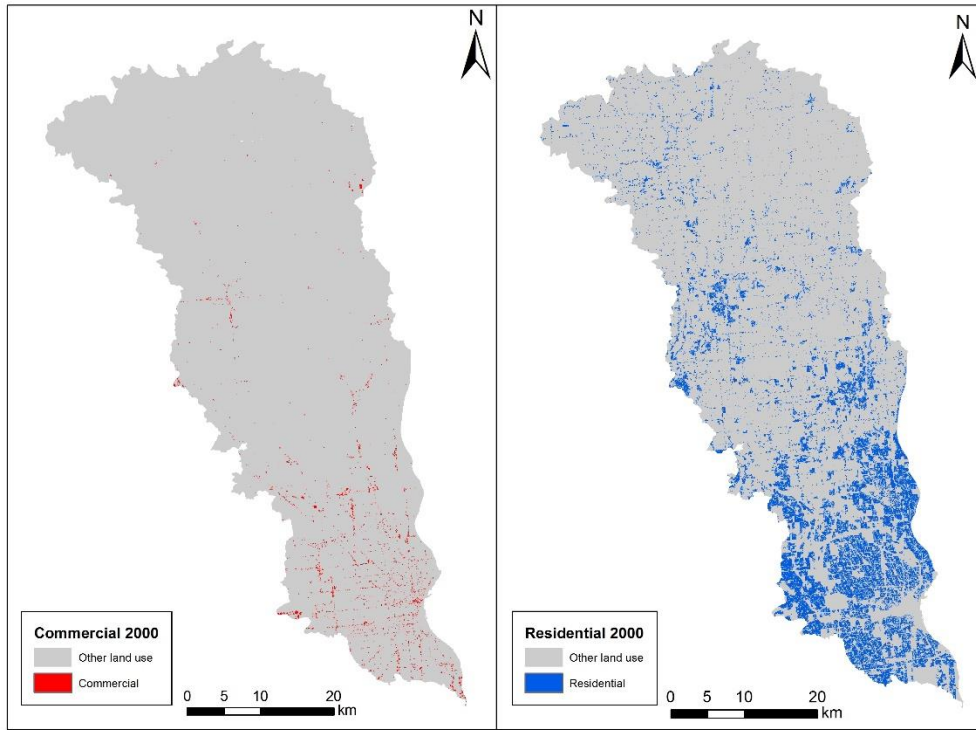 N
Commercial 2000
Other land use
Commercial
0 5 10 20
km
N
Residential 2000
Other land use
Residential
0 5 10 20
km